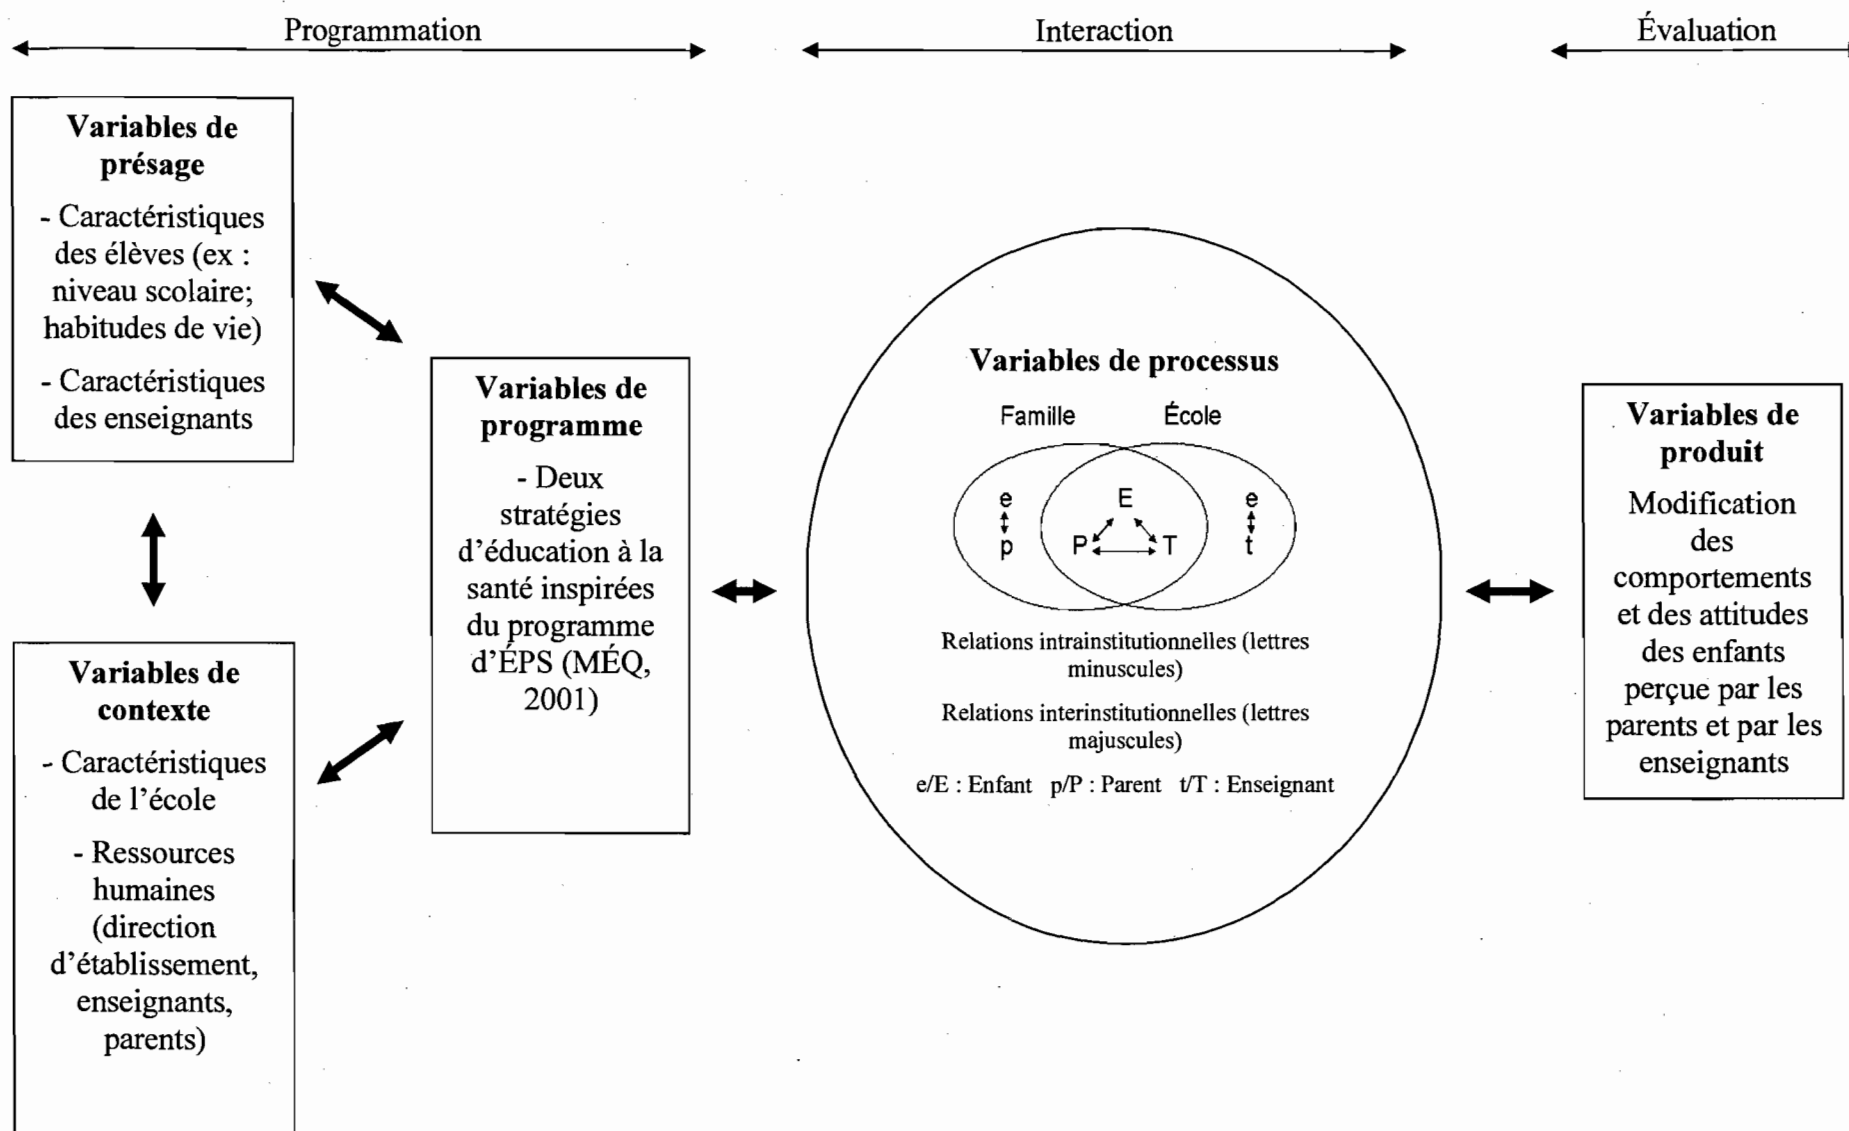 Programmation
Interaction
Évaluation
Variables de
présage
- Caractéristiques
des élèves (ex :
niveau scolaire;
habitudes de vie)
- Caractéristiques
des enseignants
Variables de
contexte
- Caractéristiques
de l'école
- Ressources
humaines
(direction
d'établissement,
enseignants,
parents)
Variables de
programme
- Deux
stratégies
d'éducation à la
santé inspirées
du programme
d'ÉPS (MÉQ,
2001)
Variables de processus
Famille École
e E e
p P T t
Relations intrainstitutionnelles (lettres
minuscules)
Relations interinstitutionnelles (lettres
majuscules)
e/E : Enfant p/P : Parent t/T : Enseignant
Variables de
produit
Modification
des
comportements
et des attitudes
des enfants
perçue par les
parents et par les
enseignants